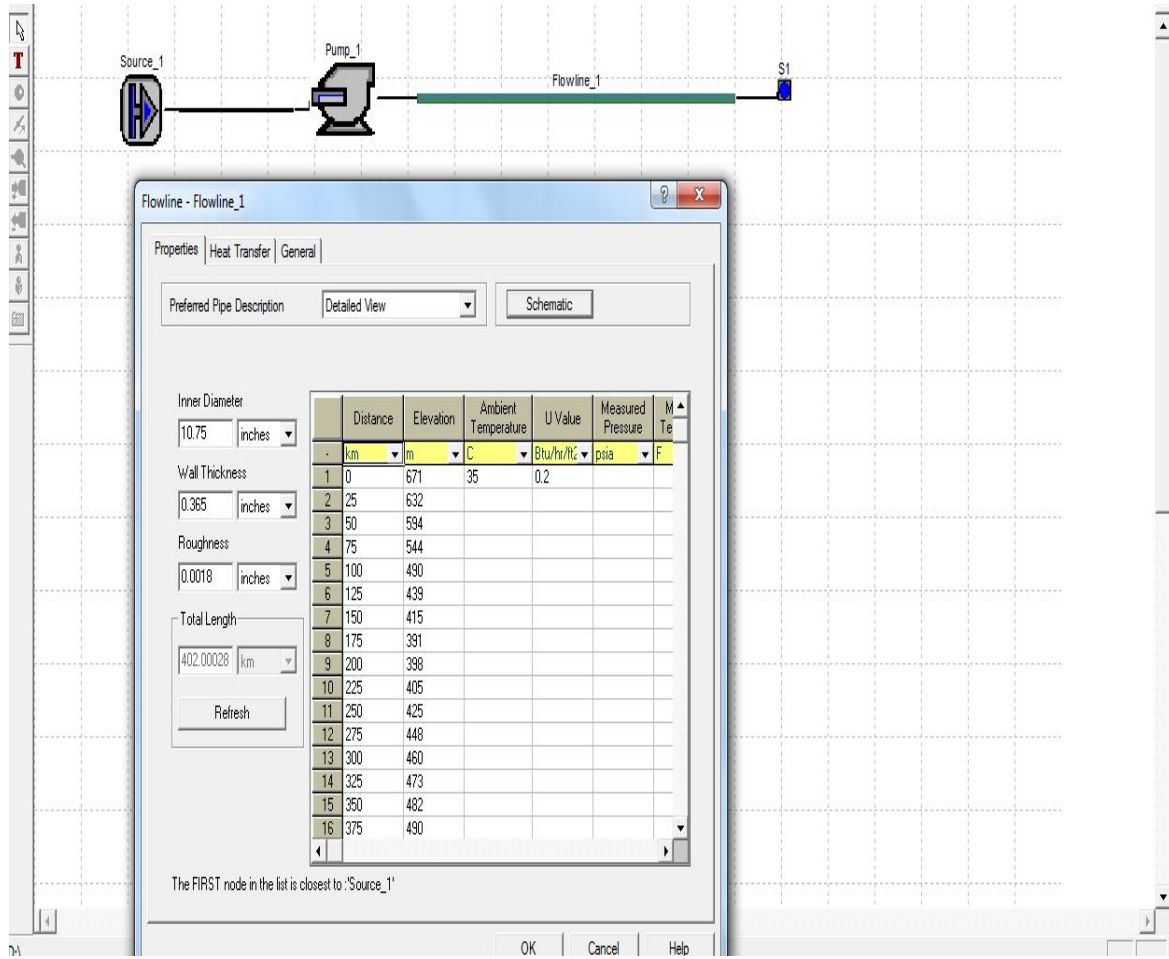 T
Source_1
Pump_1
Flowline_1
S1
Flowline - Flowline_1
? X
Properties Heat Transfer General
Preferred Pipe Description Detailed View Schematic
Inner Diameter
10.75 inches
Wall Thickness
0.365 inches
Roughness
0.0018 inches
Total Length
402.00028 km
Refresh
Distance Elevation Ambient Temperature U Value Measured Pressure M Te
- km m C Btu/hr/ft2 psia F
1 0 671 35 0.2
2 25 632
3 50 594
4 75 544
5 100 490
6 125 439
7 150 415
8 175 391
9 200 398
10 225 405
11 250 425
12 275 448
13 300 460
14 325 473
15 350 482
16 375 490
The FIRST node in the list is closest to :'Source_1'
OK Cancel Help